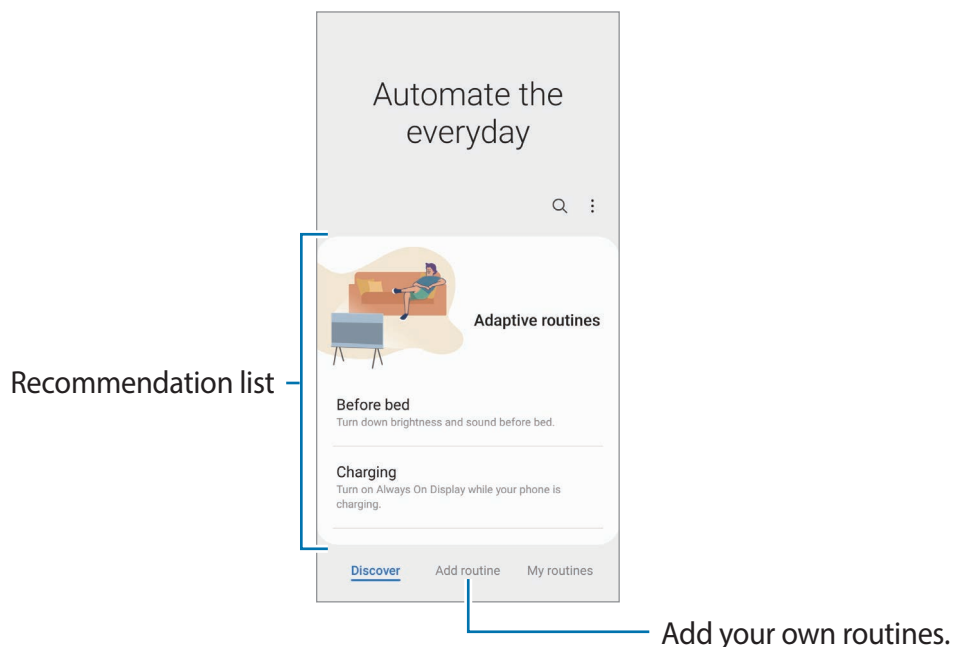 Automate the
everyday
Adaptive routines
Recommendation list
Before bed
Turn down brightness and sound before bed.
Charging
Turn on Always On Display while your phone is
charging.
Discover Add routine My routines
Add your own routines.